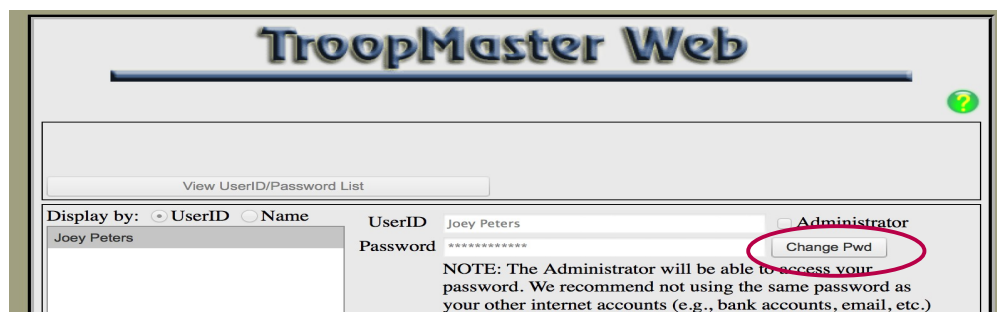 TroopMaster Web
?
View UserID/Password List
Display by: UserID Name
Joey Peters
UserID Joey Peters Administrator
Password ************ Change Pwd
NOTE: The Administrator will be able to access your
password. We recommend not using the same password as
your other internet accounts (e.g., bank accounts, email, etc.)